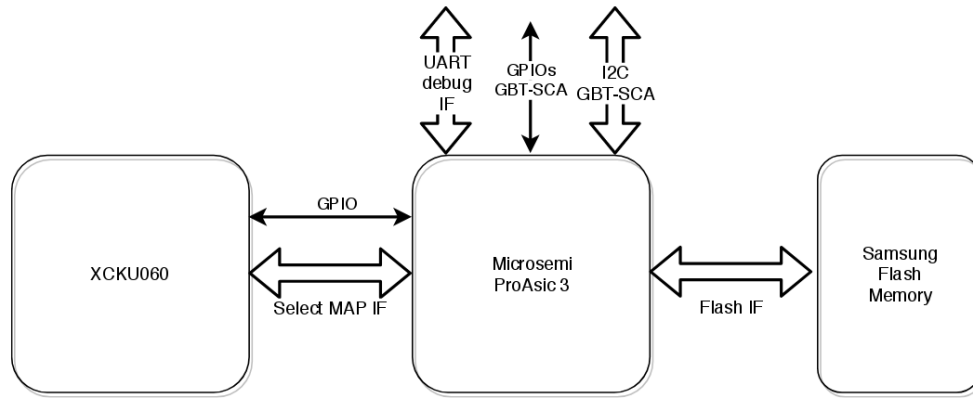 UART
debug
IF
GPIOs
GBT-SCA
I2C
GBT-SCA
GPIO
XCKU060
Select MAP IF
Microsemi
ProAsic 3
Flash IF
Samsung
Flash
Memory